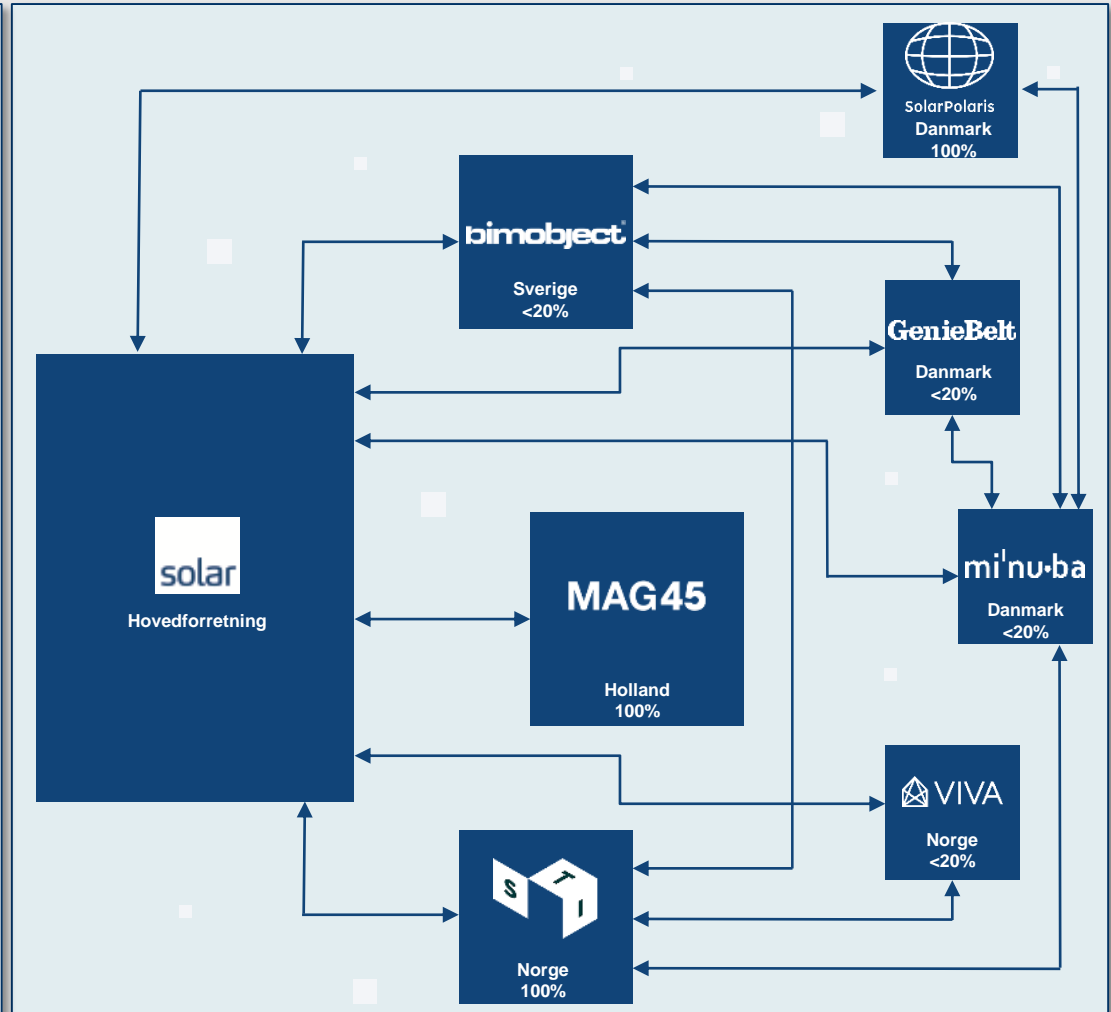 SolarPolaris
Danmark
100%
bimobject
Sverige
<20%
GenieBelt
Danmark
<20%
solar
Hovedforretning
MAG45
Holland
100%
mi'nu·ba
Danmark
<20%
VIVA
Norge
<20%
S T I
Norge
100%